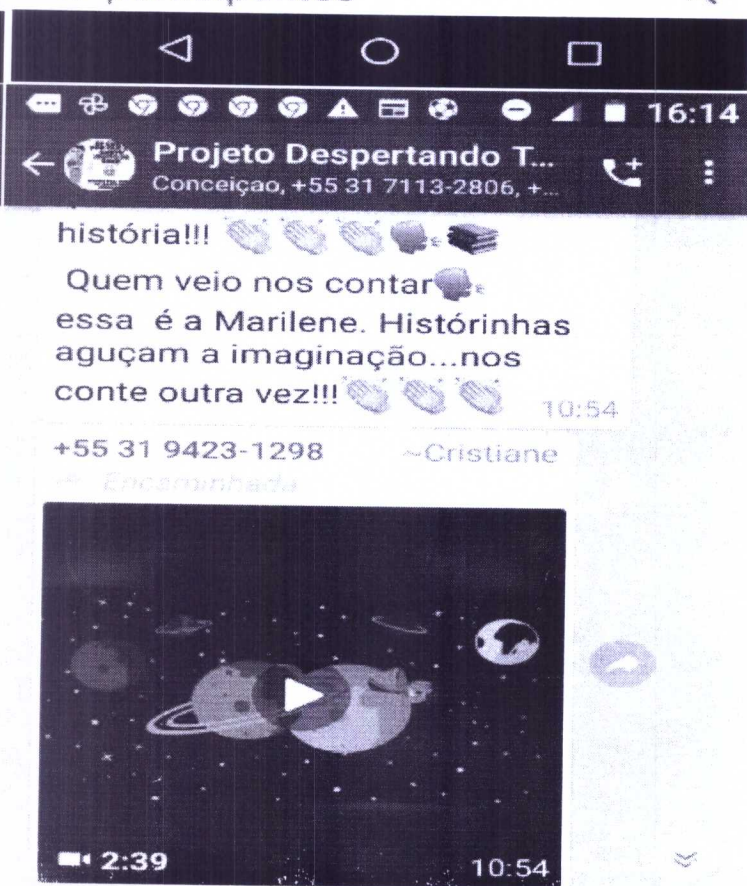 16:14
Projeto Despertando T...
Conceiçao, +55 31 7113-2806, +...
história!!! 👏👏👏🗣️📚
Quem veio nos contar🗣️
essa é a Marilene. Histórinhas
aguçam a imaginação...nos
conte outra vez!!! 👏👏👏 10:54
+55 31 9423-1298 ~Cristiane
Encaminhada
2:39 10:54